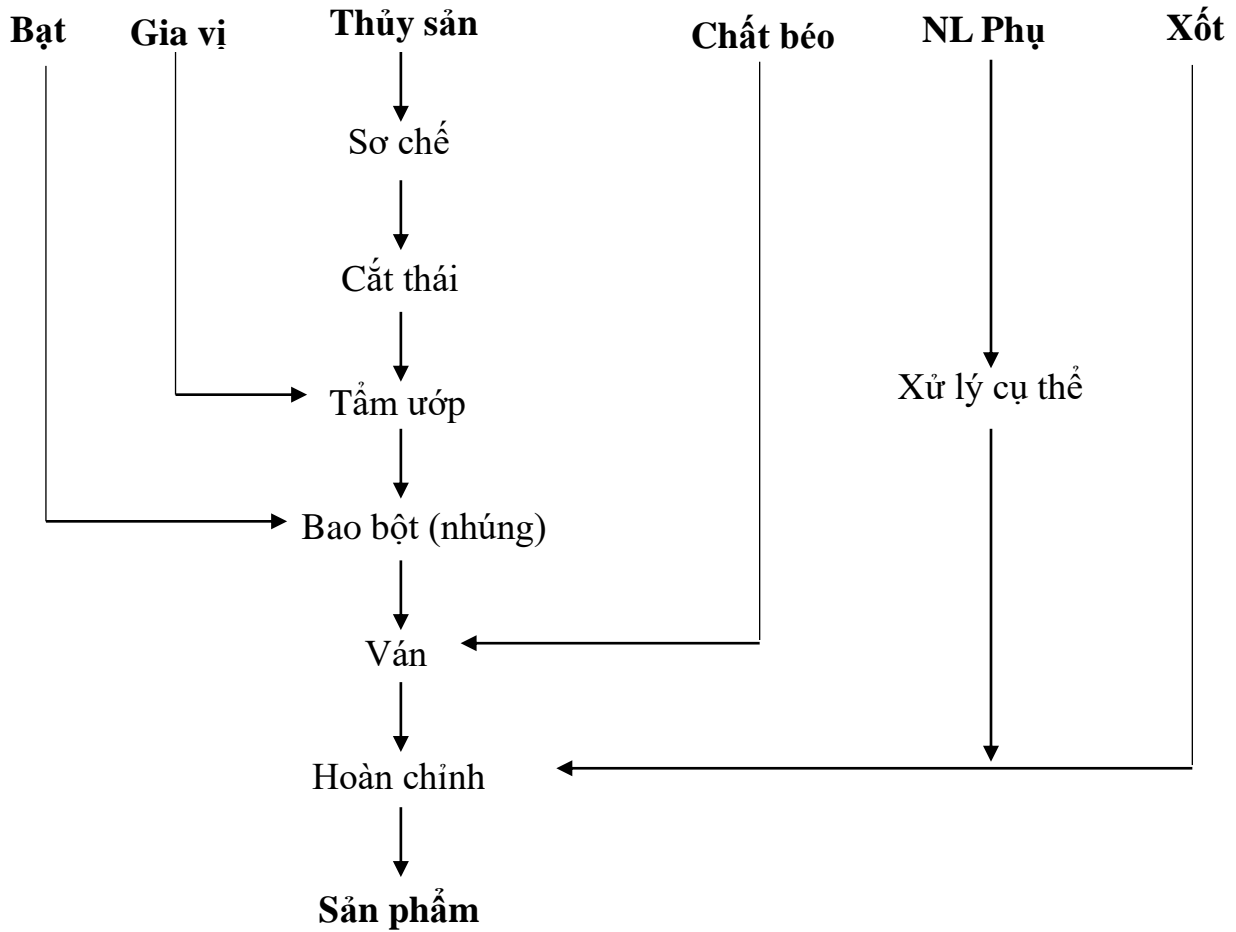 Bạt
Gia vị
Thủy sản
Chất béo
NL Phụ
Xốt
Sơ chế
Cắt thái
Tẩm ướp
Xử lý cụ thể
Bao bột (nhúng)
Ván
Hoàn chỉnh
Sản phẩm